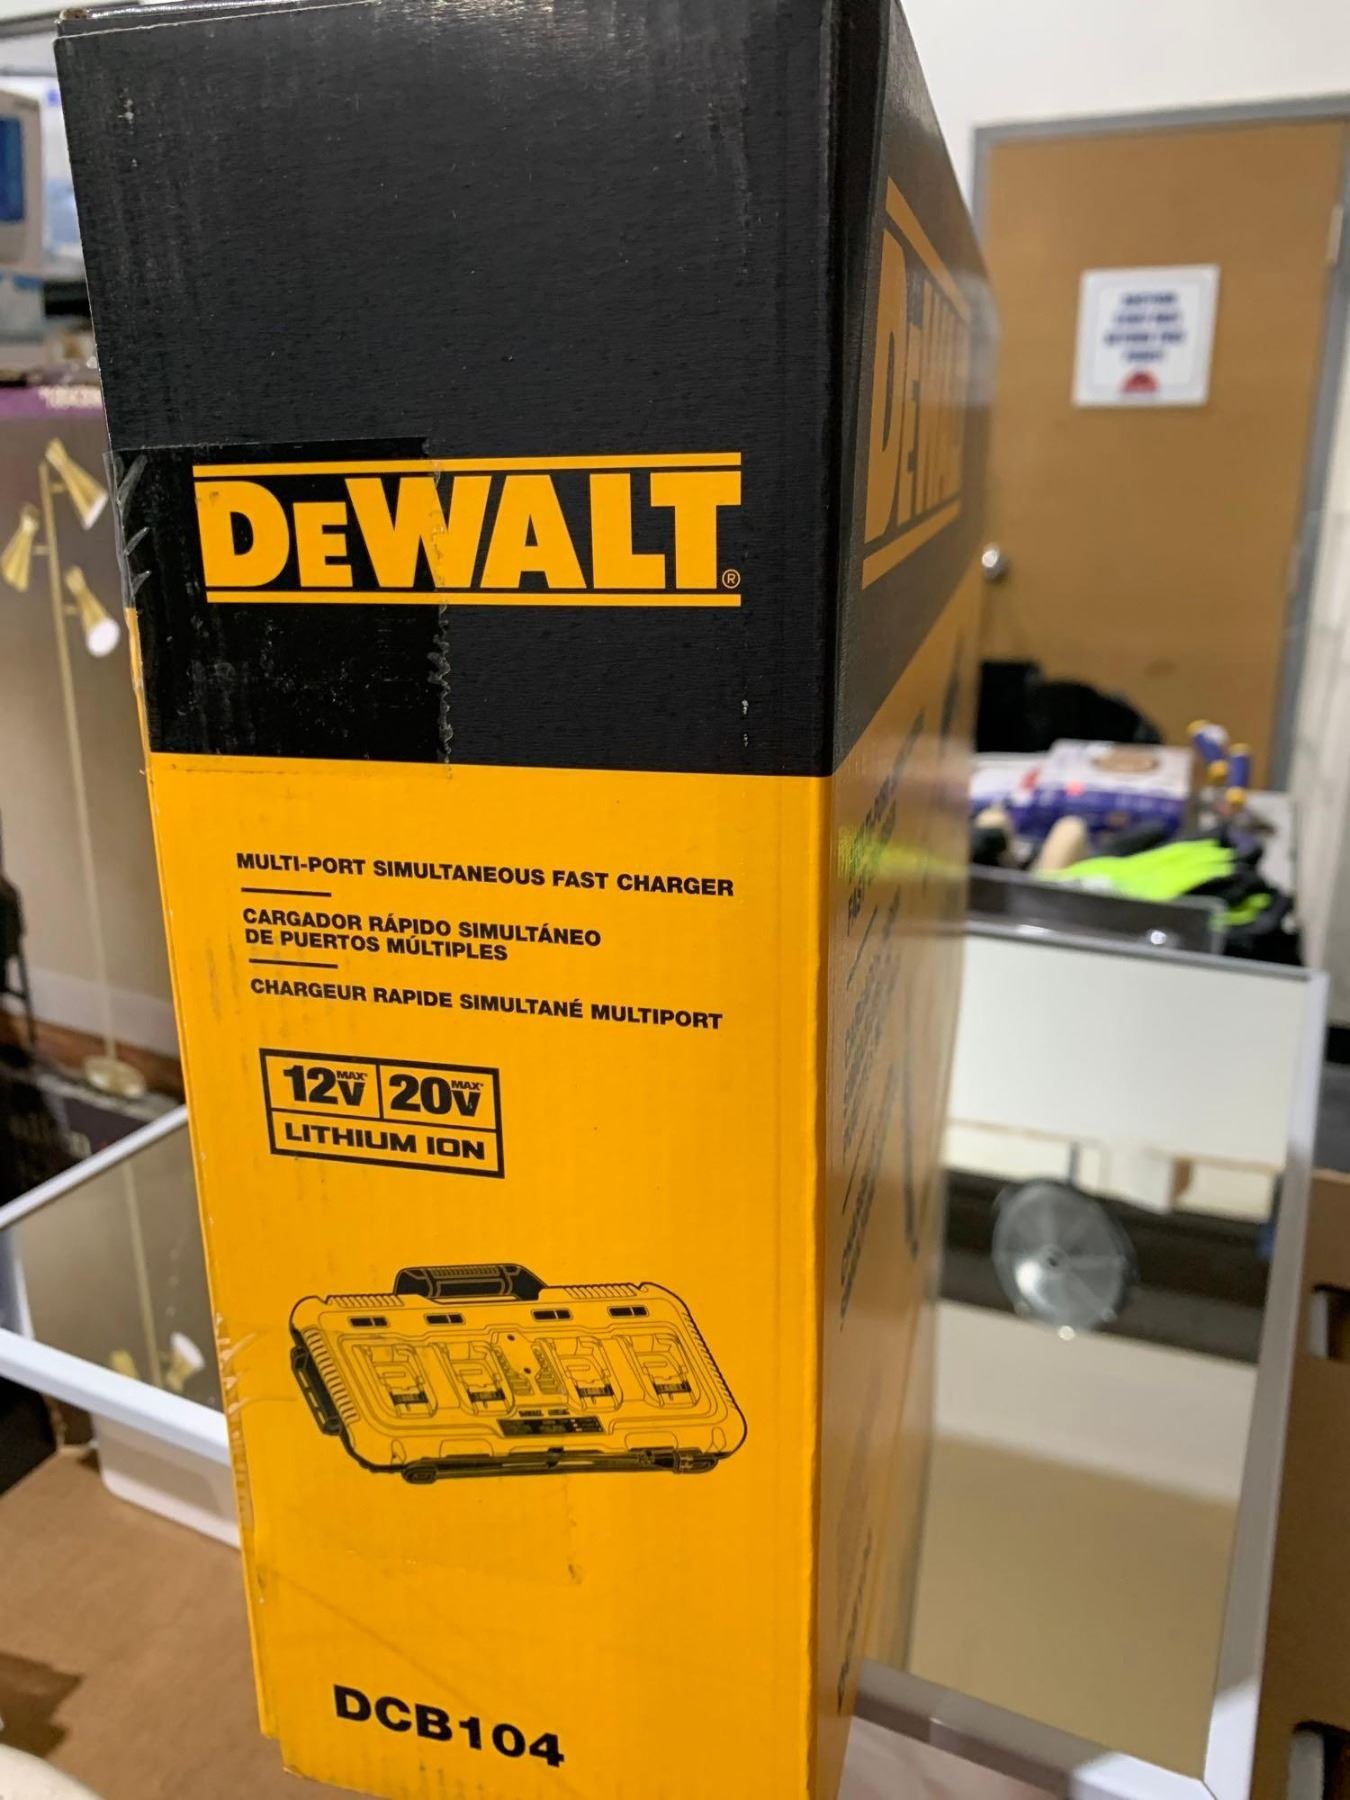 DEWALT®
MULTI-PORT SIMULTANEOUS FAST CHARGER
CARGADOR RÁPIDO SIMULTÁNEO
DE PUERTOS MÚLTIPLES
CHARGEUR RAPIDE SIMULTANÉ MULTIPORT
12V MAX* 20V MAX*
LITHIUM ION
DCB104
DEWALT